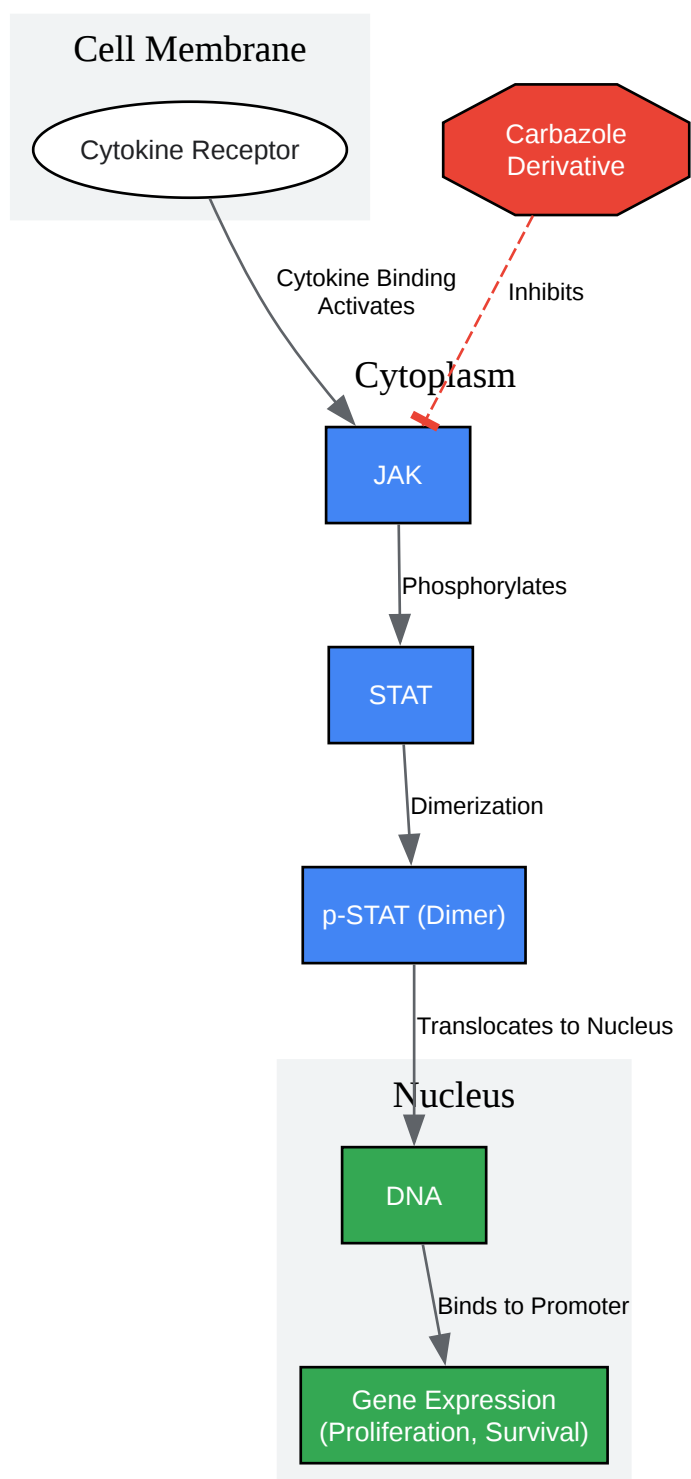 Cell Membrane
Cytokine Receptor
Carbazole
Derivative
Cytokine Binding
Activates
Inhibits
Cytoplasm
JAK
Phosphorylates
STAT
Dimerization
p-STAT (Dimer)
Translocates to Nucleus
Nucleus
DNA
Binds to Promoter
Gene Expression
(Proliferation, Survival)